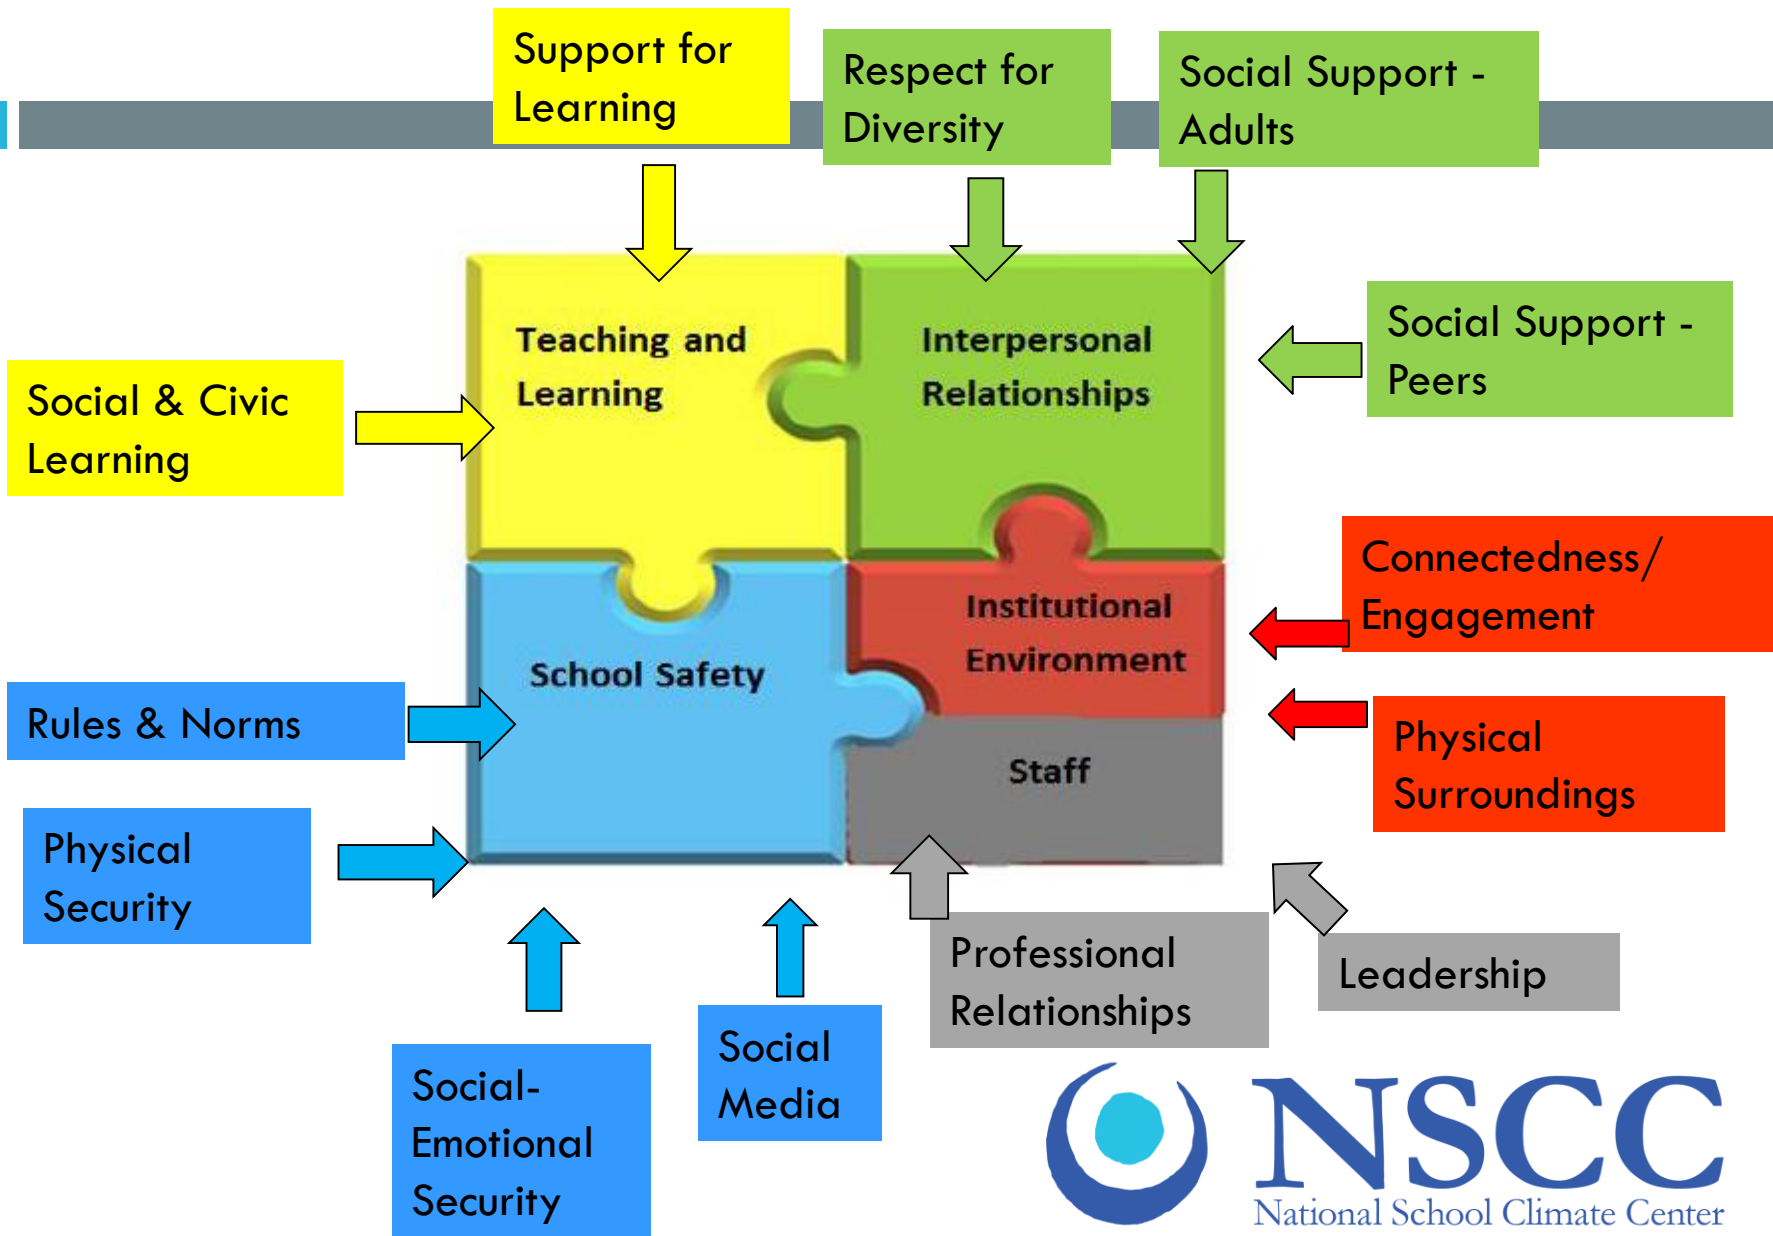 Support for
Learning
Respect for
Diversity
Social Support -
Adults
Social Support -
Peers
Teaching and
Learning
Interpersonal
Relationships
Social & Civic
Learning
Connectedness/
Engagement
Institutional
Environment
School Safety
Rules & Norms
Physical
Surroundings
Staff
Physical
Security
Professional
Relationships
Leadership
Social
Media
Social-
Emotional
Security
NSCC
National School Climate Center